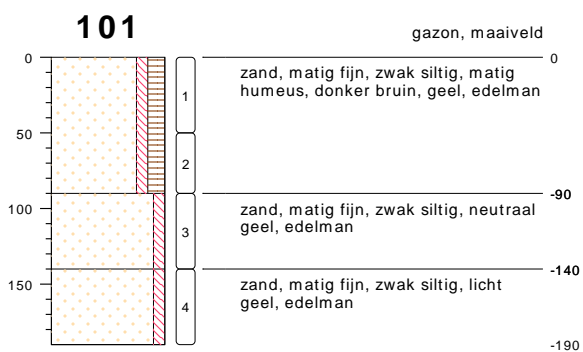 101
gazon, maaiveld
0
0
zand, matig fijn, zwak siltig, matig
humeus, donker bruin, geel, edelman
1
50
2
-90
100
zand, matig fijn, zwak siltig, neutraal
geel, edelman
3
-140
150
zand, matig fijn, zwak siltig, licht
geel, edelman
4
-190